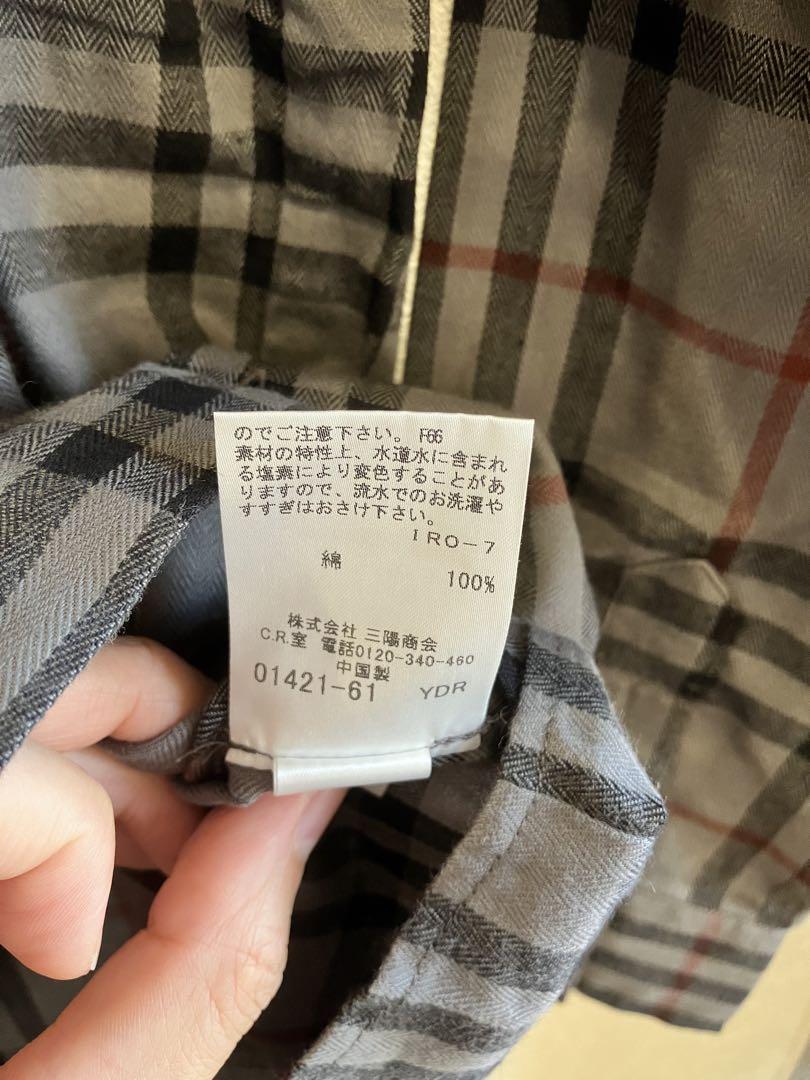 のでご注意下さい。 F66
素材の特性上、水道水に含まれ
る塩素により変色することがあ
りますので、流水でのお洗濯や
すすぎはおさけ下さい。
IRO-7
綿 100%
株式会社 三陽商会
C.R.室 電話0120-340-460
中国製
01421-61 YDR